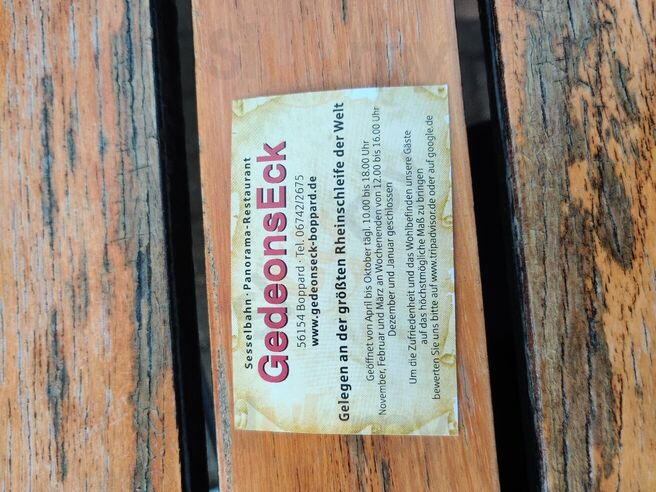 Sesselbahn · Panorama-Restaurant
GedeonsEck
56154 Boppard · Tel. 06742/2675
www.gedeonseck-boppard.de
Gelegen an der größten Rheinschleife der Welt
Geöffnet von April bis Oktober tägl. 10.00 bis 18.00 Uhr
November, Februar und März an Wochenenden von 12.00 bis 16.00 Uhr
Dezember und Januar geschlossen
Um die Zufriedenheit und das Wohlbefinden unsere Gäste
auf das höchstmögliche Maß zu bringen
bewerten Sie uns bitte auf www.tripadvisor.de oder auf google.de